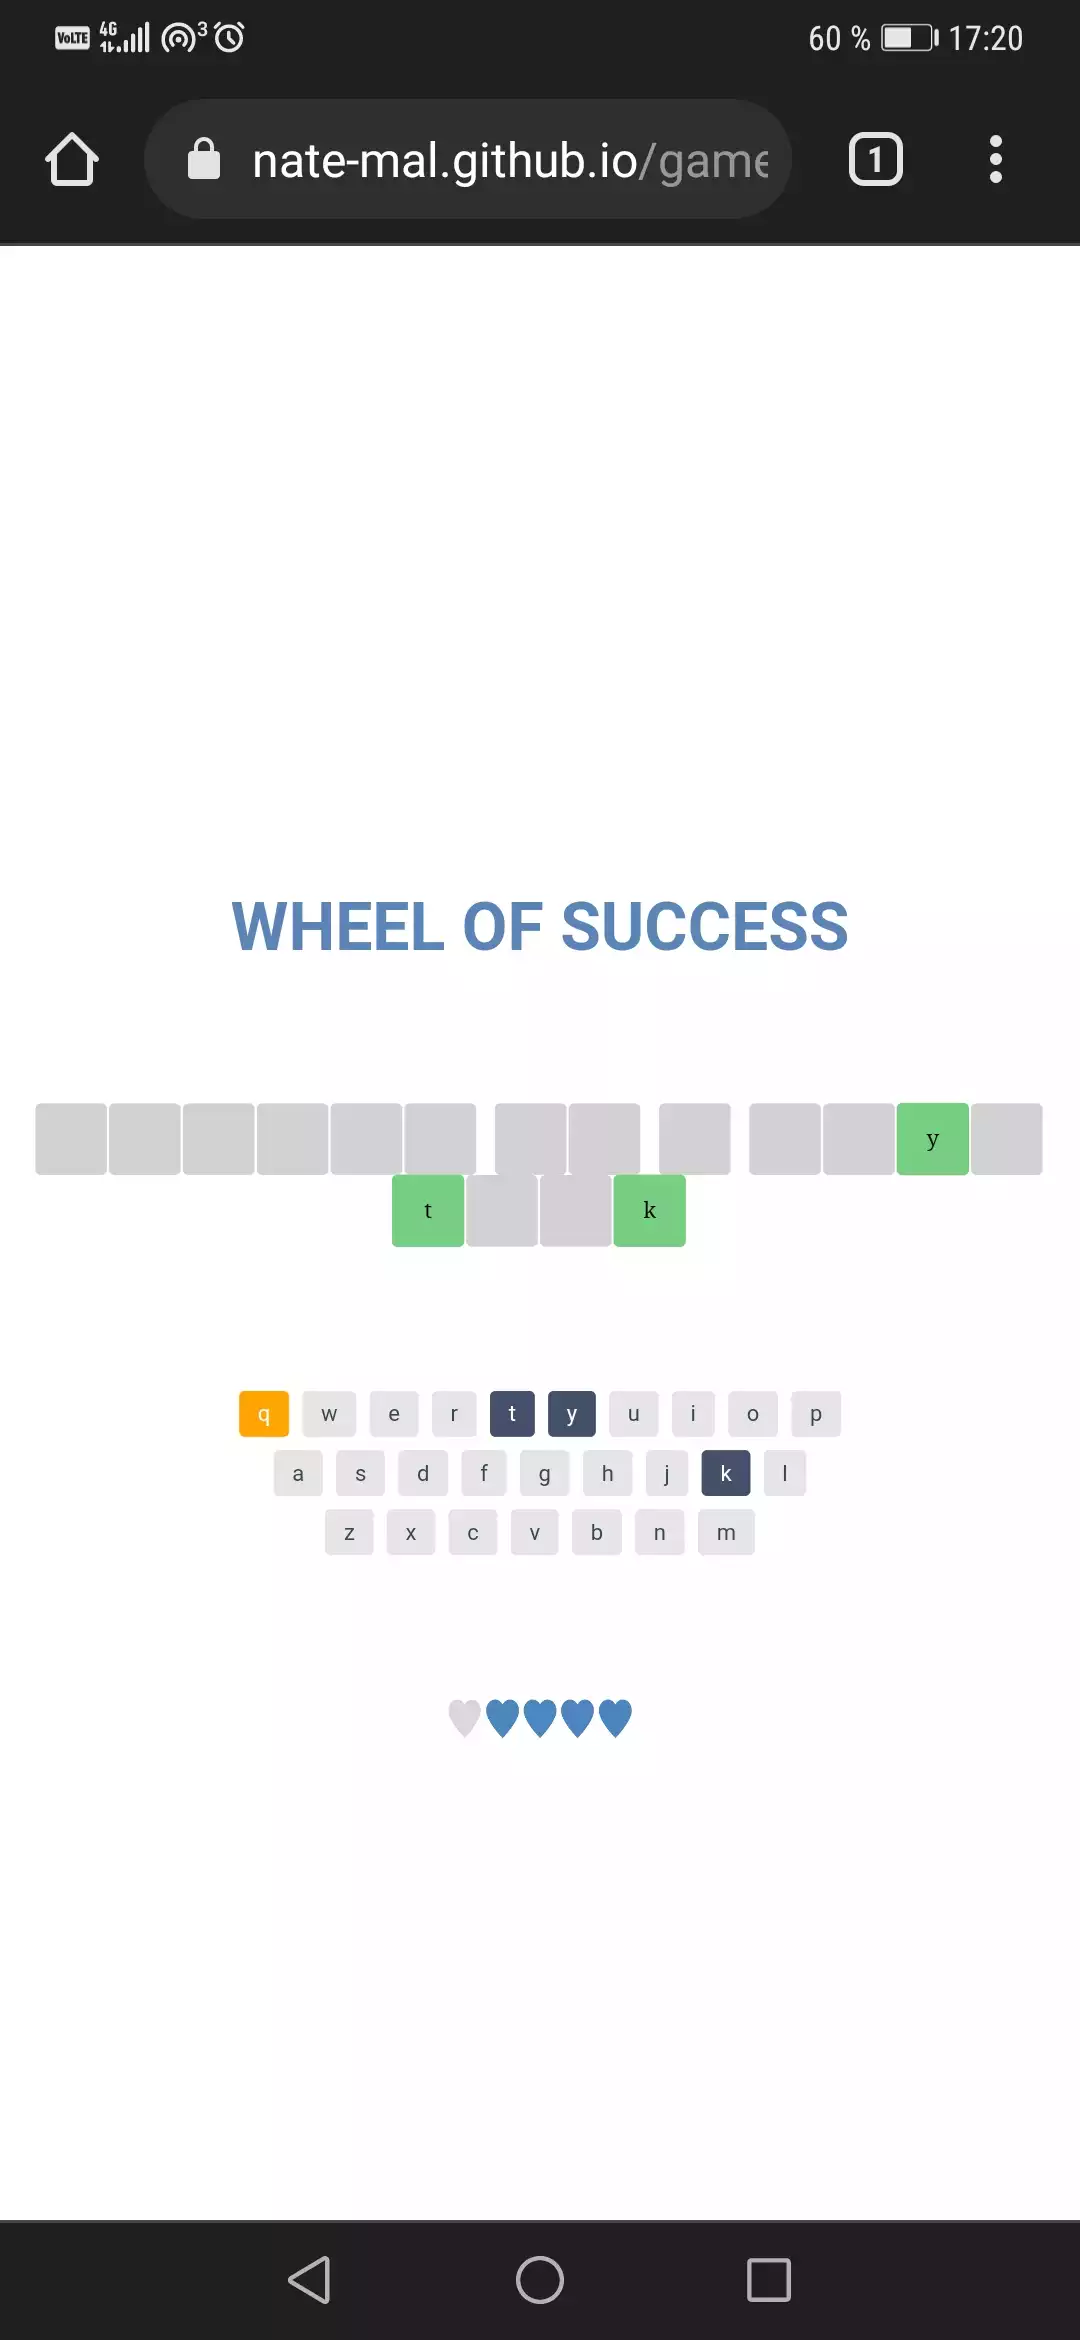 VoLTE 4G 3 60 % 17:20
nate-mal.github.io/game 1
WHEEL OF SUCCESS
y
t k
q w e r t y u i o p
a s d f g h j k l
z x c v b n m